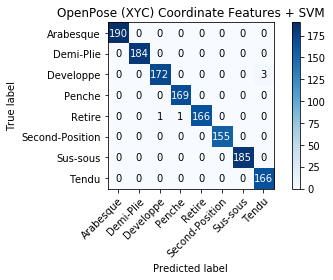 OpenPose (XYC) Coordinate Features + SVM
True label
Arabesque 190 0 0 0 0 0 0 0
Demi-Plie 0 184 0 0 0 0 0 0
Developpe 0 0 172 0 0 0 0 3
Penche 0 0 0 169 0 0 0 0
Retire 0 0 1 1 166 0 0 0
Second-Position 0 0 0 0 0 155 0 0
Sus-sous 0 0 0 0 0 0 185 0
Tendu 0 0 0 0 0 0 0 166
Arabesque
Demi-Plie
Developpe
Penche
Retire
Second-Position
Sus-sous
Tendu
Predicted label
175
150
125
100
75
50
25
0